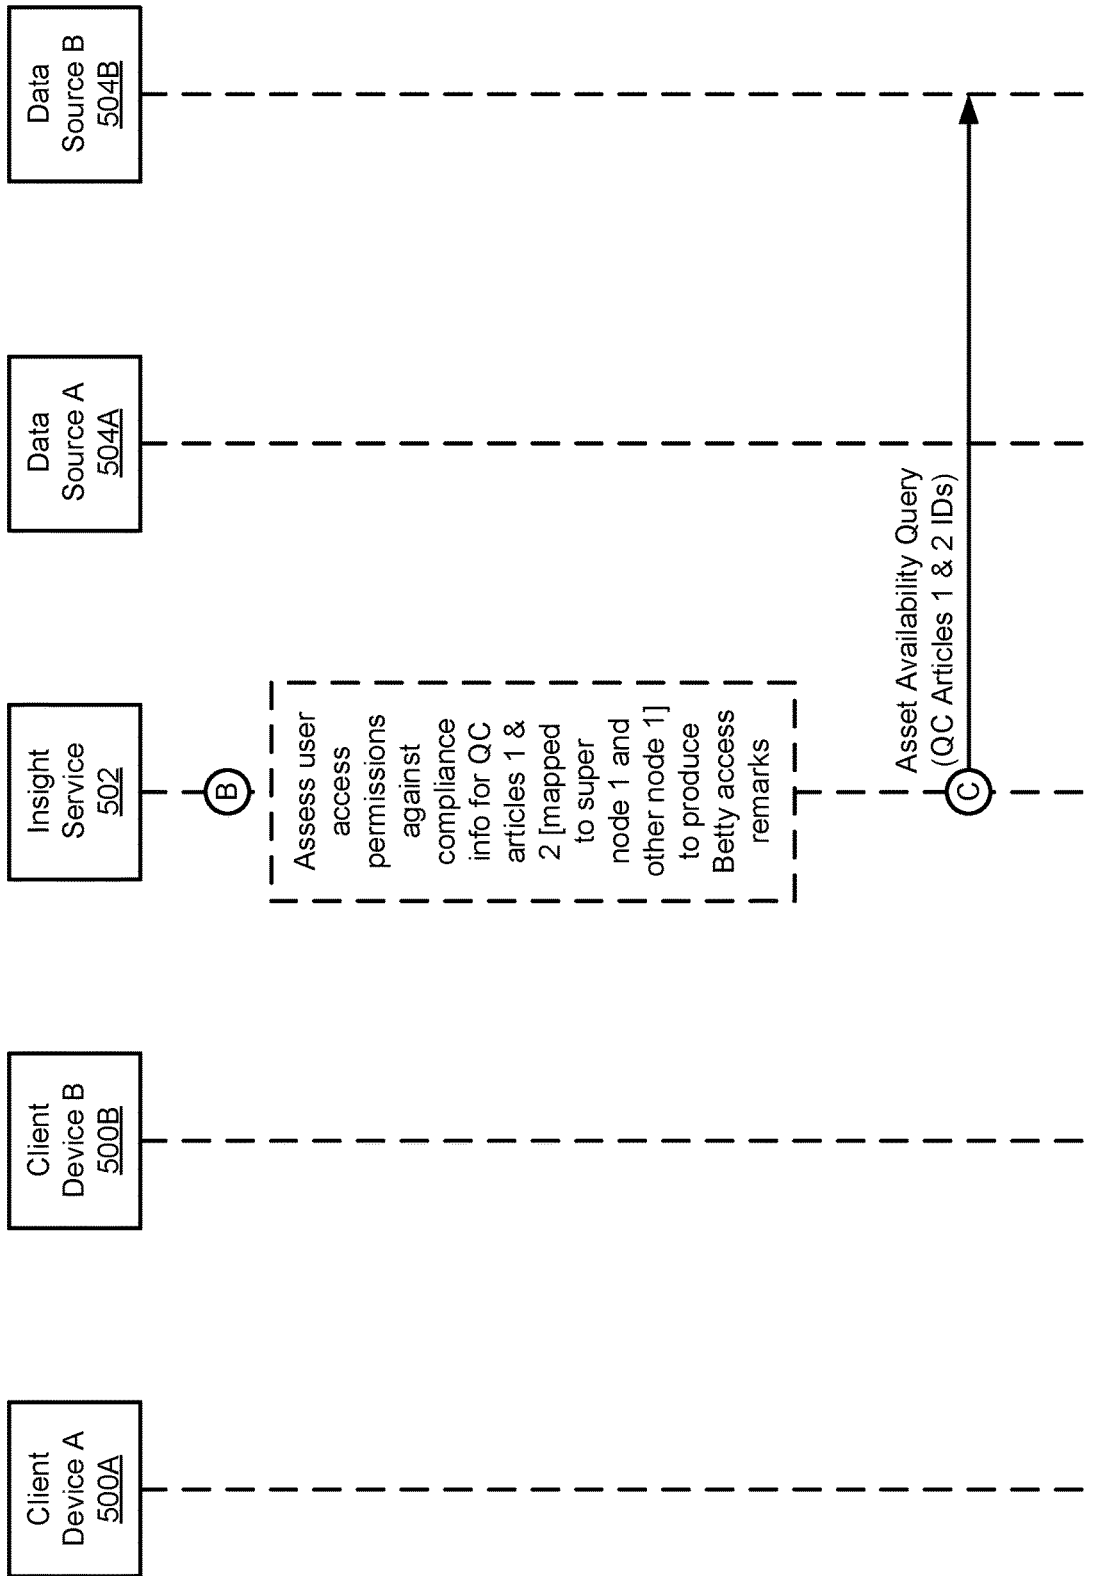 Client
Device A
500A
Client
Device B
500B
Insight
Service
502
Data
Source A
504A
Data
Source B
504B
B
Assess user
access
permissions
against
compliance
info for QC
articles 1 &
2 [mapped
to super
node 1 and
other node 1]
to produce
Betty access
remarks
C
Asset Availability Query
(QC Articles 1 & 2 IDs)